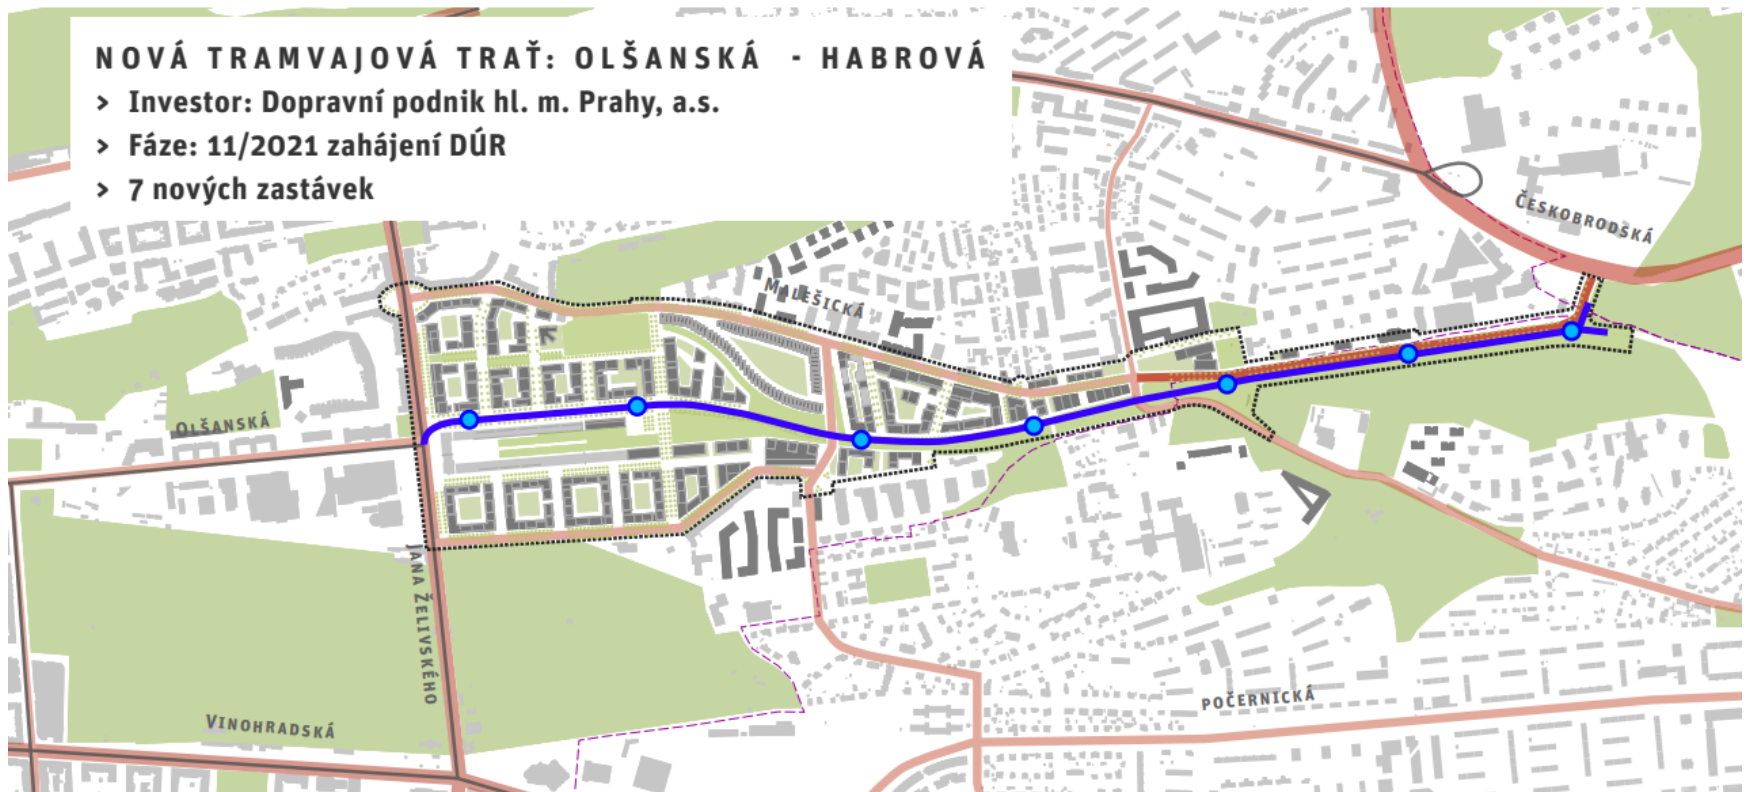 NOVÁ TRAMVAJOVÁ TRAŤ: OLŠANSKÁ - HABROVÁ
> Investor: Dopravní podnik hl. m. Prahy, a.s.
> Fáze: 11/2021 zahájení DÚR
> 7 nových zastávek
ČESKOBRODSKÁ
MALEŠICKÁ
OLŠANSKÁ
JANA ŽELIVSKÉHO
POČERNICKÁ
VINOHRADSKÁ